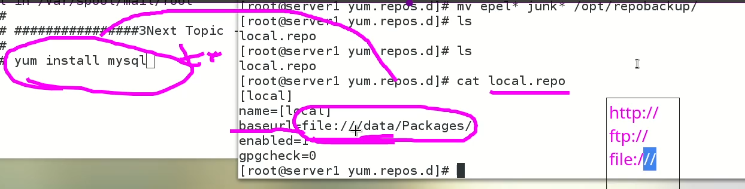 l in /var/spool/mail/root
#
# ################3Next Topic -
#
# yum install mysql
[root@server1 yum.repos.d]# mv epel* junk* /opt/repobackup/
[root@server1 yum.repos.d]# ls
local.repo
[root@server1 yum.repos.d]# ls
local.repo
[root@server1 yum.repos.d]# cat local.repo
[local]
name=[local]
baseurl=file:///data/Packages/
enabled=1
gpgcheck=0
[root@server1 yum.repos.d]#
http://
ftp://
file:///